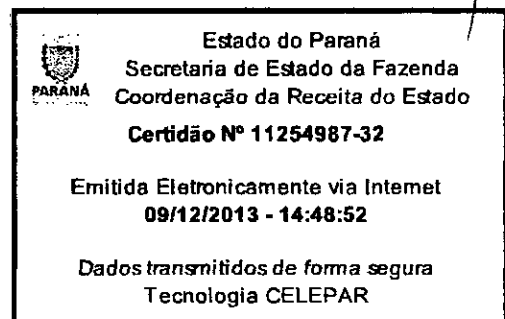 Estado do Paraná
Secretaria de Estado da Fazenda
PARANÁ
Coordenação da Receita do Estado
Certidão Nº 11254987-32
Emitida Eletronicamente via Internet
09/12/2013 - 14:48:52
Dados transmitidos de forma segura
Tecnologia CELEPAR